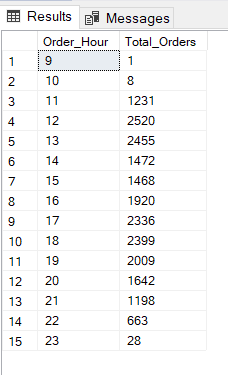 Results Messages
Order_Hour Total_Orders
1 9 1
2 10 8
3 11 1231
4 12 2520
5 13 2455
6 14 1472
7 15 1468
8 16 1920
9 17 2336
10 18 2399
11 19 2009
12 20 1642
13 21 1198
14 22 663
15 23 28